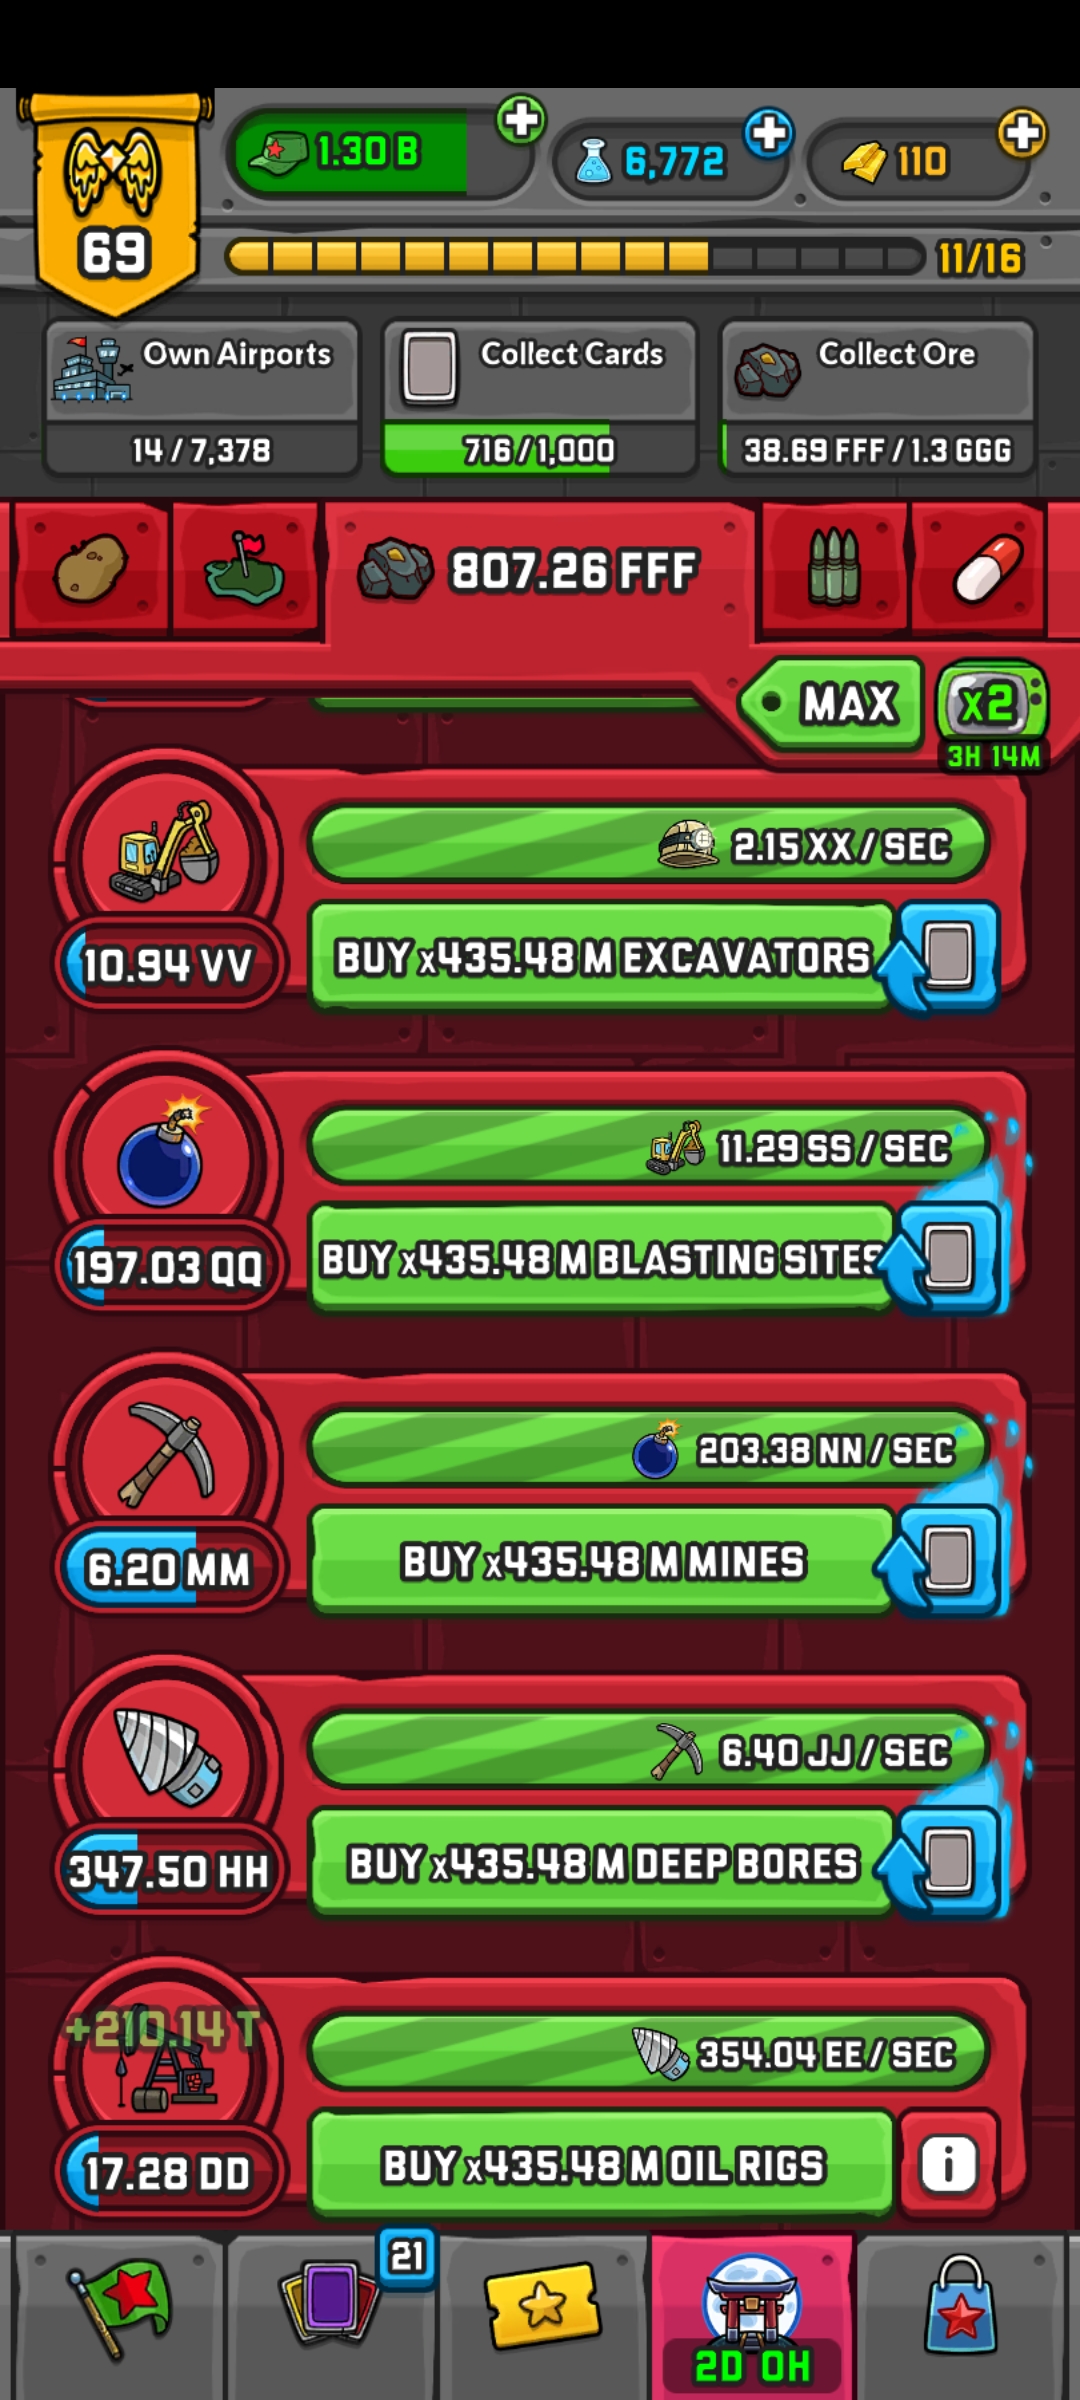 69
1.30 B
6,772
110
11/16
Own Airports
14 / 7,378
Collect Cards
716 / 1,000
Collect Ore
38.69 FFF / 1.3 GGG
807.26 FFF
MAX
x2
3H 14M
2.15 XX / SEC
10.94 VV
BUY x435.48 M EXCAVATORS
11.29 SS / SEC
197.03 QQ
BUY x435.48 M BLASTING SITES
203.38 NN / SEC
6.20 MM
BUY x435.48 M MINES
6.40 JJ / SEC
347.50 HH
BUY x435.48 M DEEP BORES
+210.14 T
354.04 EE / SEC
17.28 DD
BUY x435.48 M OIL RIGS
i
21
2D 0H